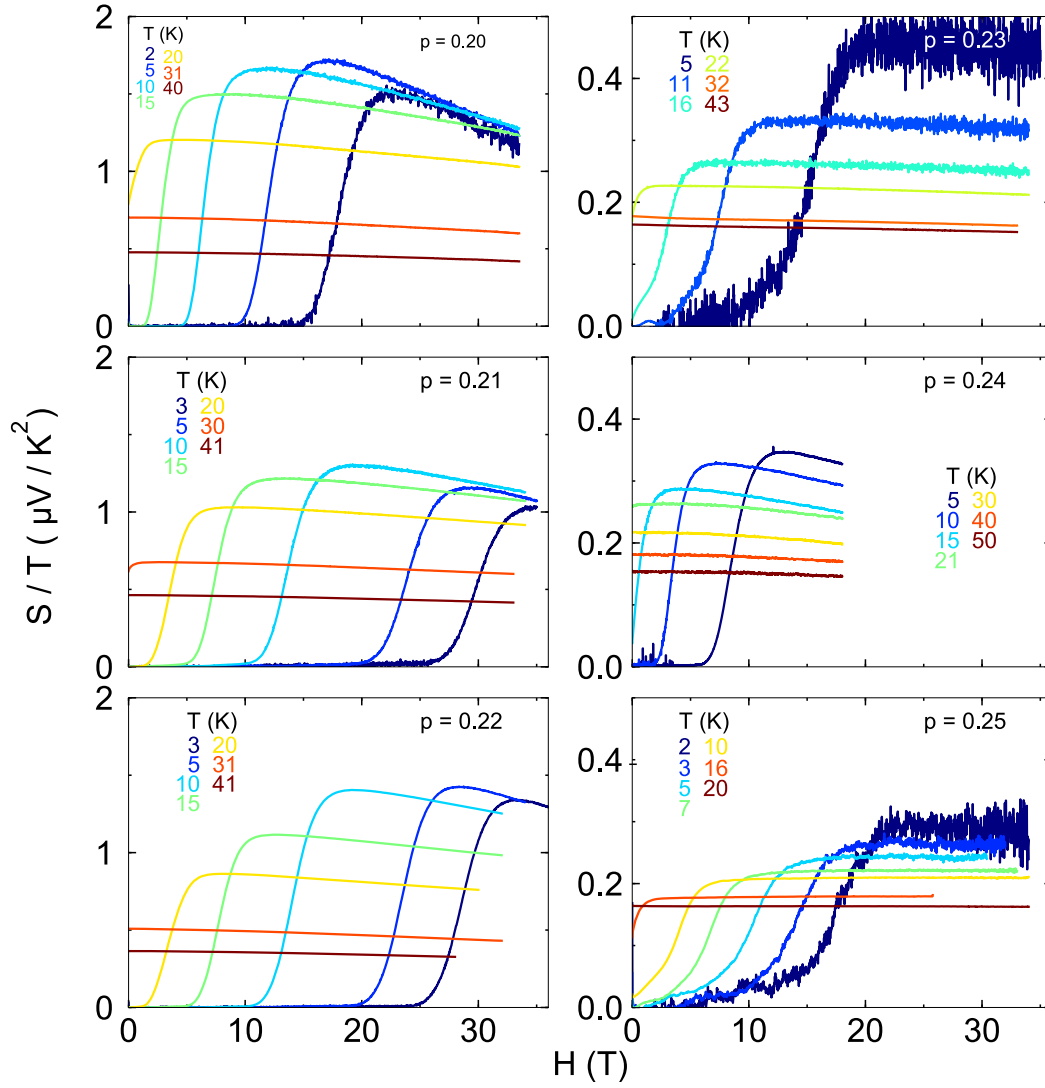 2
T (K)
2 20
5 31
10 40
15
p = 0.20
1
0
0.4
T (K)
5 22
11 32
16 43
p = 0.23
0.2
0.0
S / T ( µV / K² )
2
T (K)
3 20
5 30
10 41
15
p = 0.21
1
0
0.4
p = 0.24
T (K)
5 30
10 40
15 50
21
0.2
0.0
2
T (K)
3 20
5 31
10 41
15
p = 0.22
1
0
0 10 20 30
0.4
T (K)
2 10
3 16
5 20
7
p = 0.25
0.2
0.0
0 10 20 30
H (T)